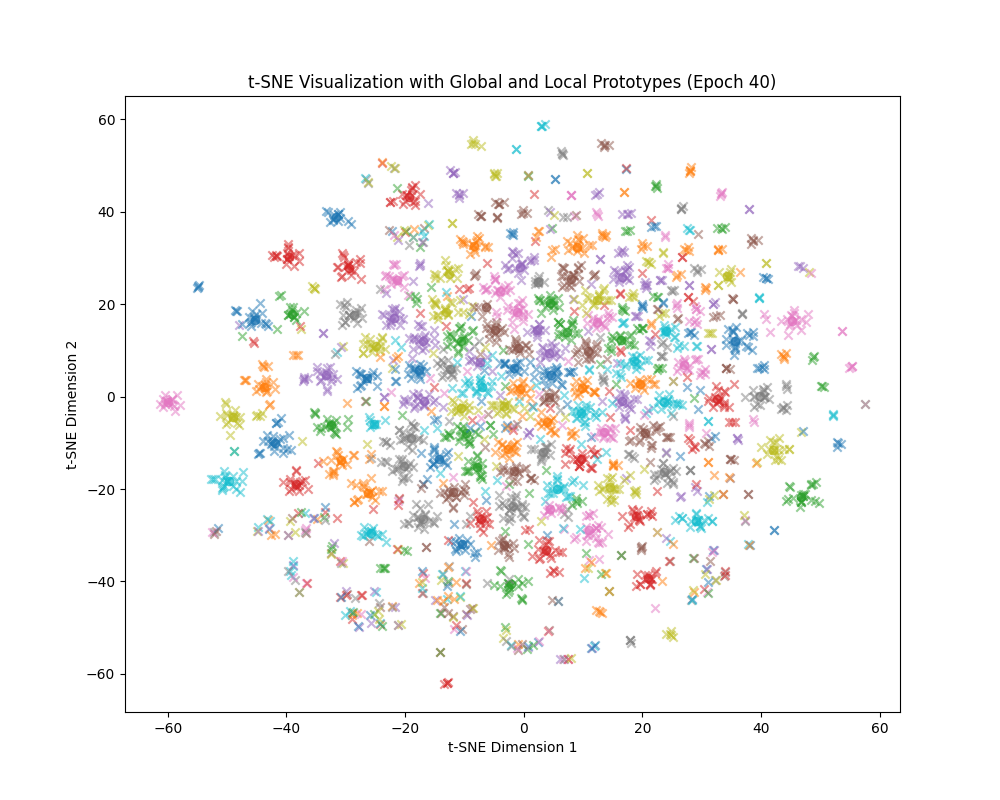 t-SNE Visualization with Global and Local Prototypes (Epoch 40)
60
40
20
0
−20
−40
−60
t-SNE Dimension 2
−60 −40 −20 0 20 40 60
t-SNE Dimension 1